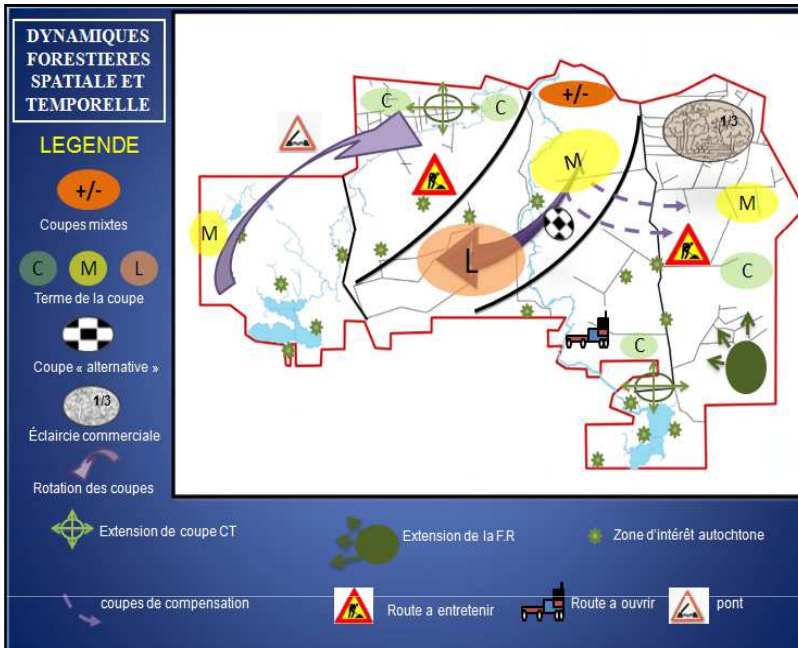 DYNAMIQUES
FORESTIERES
SPATIALE ET
TEMPORELLE
LEGENDE
+/-
Coupes mixtes
C M L
Terme de la coupe
Coupe « alternative »
1/3
Éclaircie commerciale
Rotation des coupes
C C +/- 1/3
M M M
L
C
C
Extension de coupe CT
Extension de la F.R
Zone d'intérêt autochtone
coupes de compensation
Route a entretenir
Route a ouvrir
pont